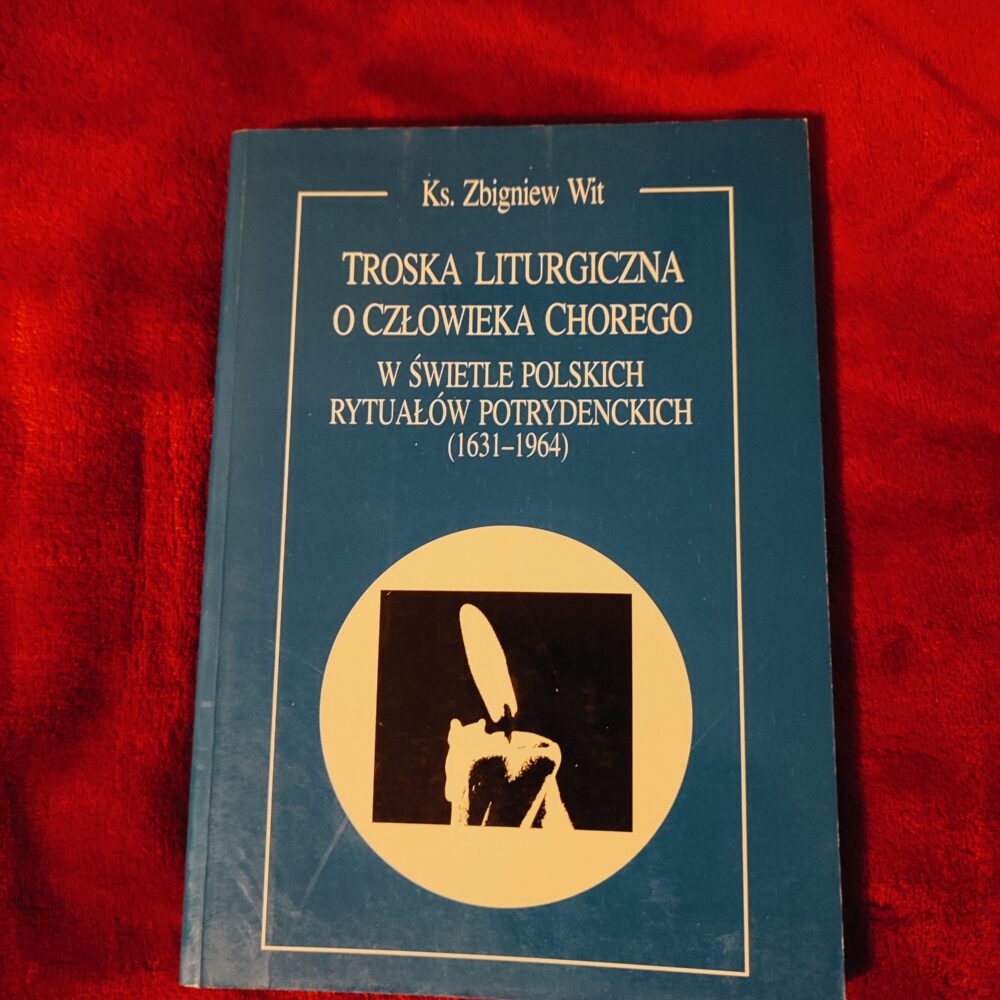 Ks. Zbigniew Wit
TROSKA LITURGICZNA
O CZŁOWIEKA CHOREGO
W ŚWIETLE POLSKICH
RYTUAŁÓW POTRYDENCKICH
(1631–1964)